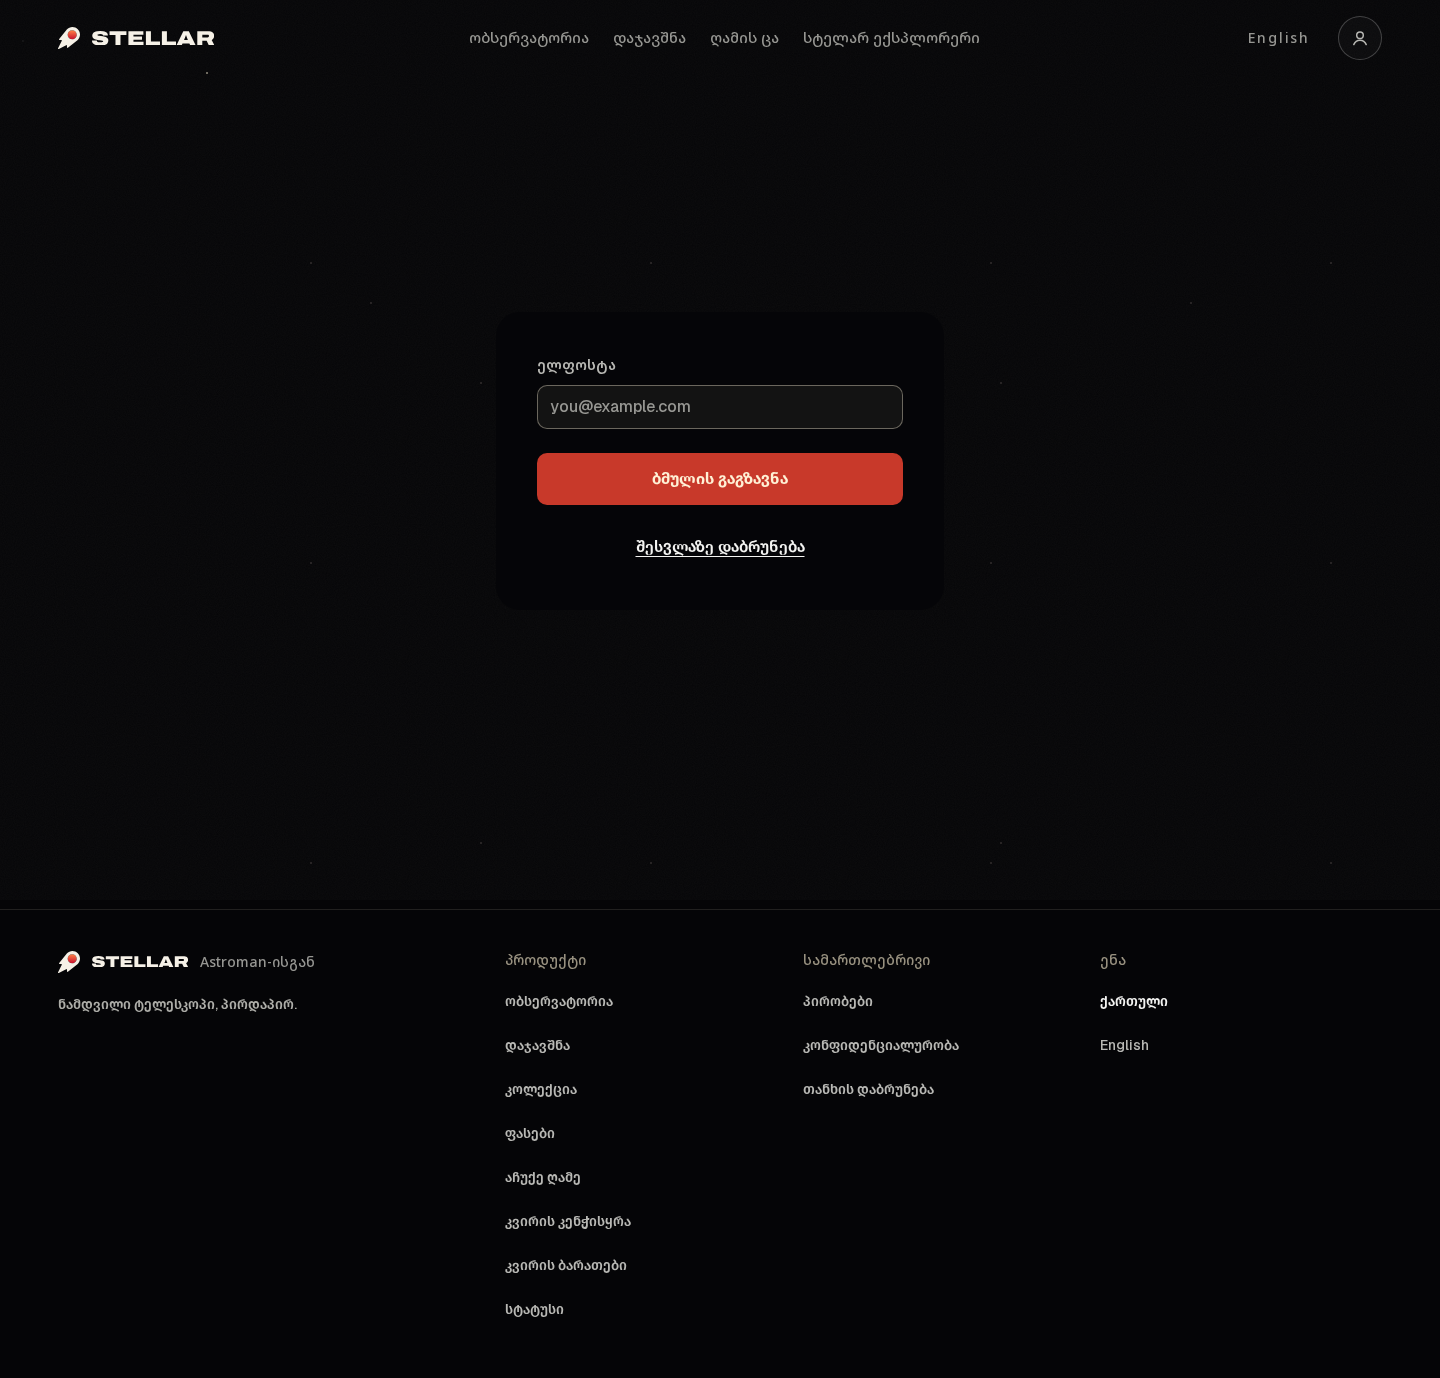 STELLAR
ობსერვატორია
დაჯავშნა
ღამის ცა
სტელარ ექსპლორერი
English
ელფოსტა
you@example.com
ბმულის გაგზავნა
შესვლაზე დაბრუნება
STELLAR Astroman-ისგან
ნამდვილი ტელესკოპი, პირდაპირ.
პროდუქტი
ობსერვატორია
დაჯავშნა
კოლექცია
ფასები
აჩუქე ღამე
კვირის კენჭისყრა
კვირის ბარათები
სტატუსი
სამართლებრივი
პირობები
კონფიდენციალურობა
თანხის დაბრუნება
ენა
ქართული
English